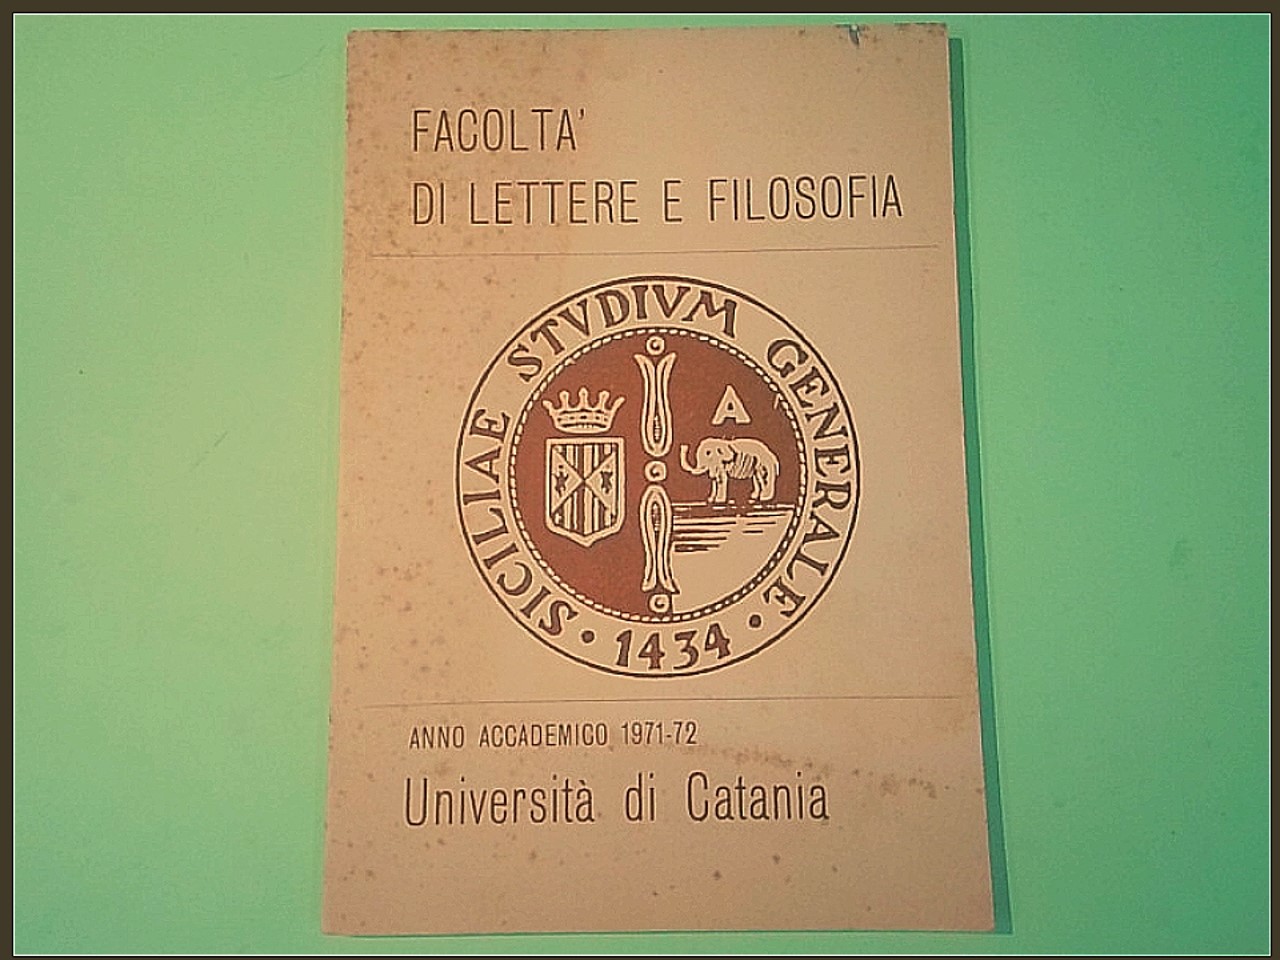 FACOLTA'
DI LETTERE E FILOSOFIA
SICILIAE STVDIVM GENERALE
• 1434 •
A
ANNO ACCADEMICO 1971-72
Università di Catania